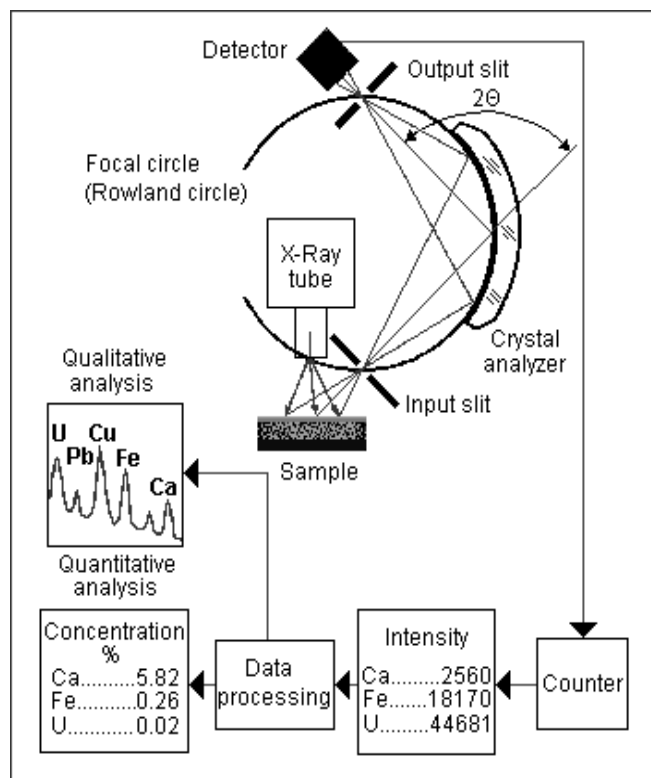 Detector
Output slit
2Θ
Focal circle
(Rowland circle)
X-Ray
tube
Crystal
analyzer
Input slit
Sample
Qualitative
analysis
U
Pb
Cu
Fe
Ca
Quantitative
analysis
Concentration
%
Ca..........5.82
Fe...........0.26
U............0.02
Data
processing
Intensity
Ca.........2560
Fe.......18170
U........44681
Counter